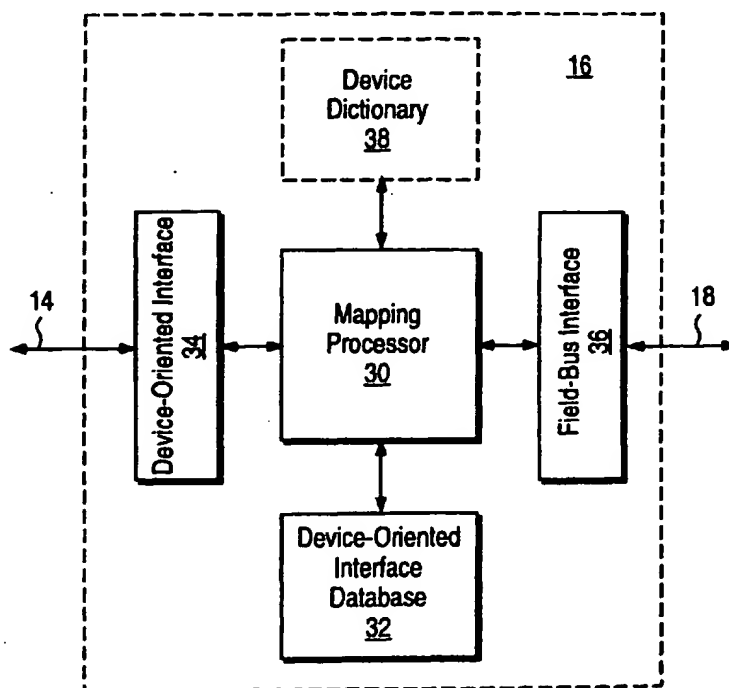 16
Device
Dictionary
38
14
Device-Oriented Interface
34
Mapping
Processor
30
Field-Bus Interface
36
18
Device-Oriented
Interface
Database
32